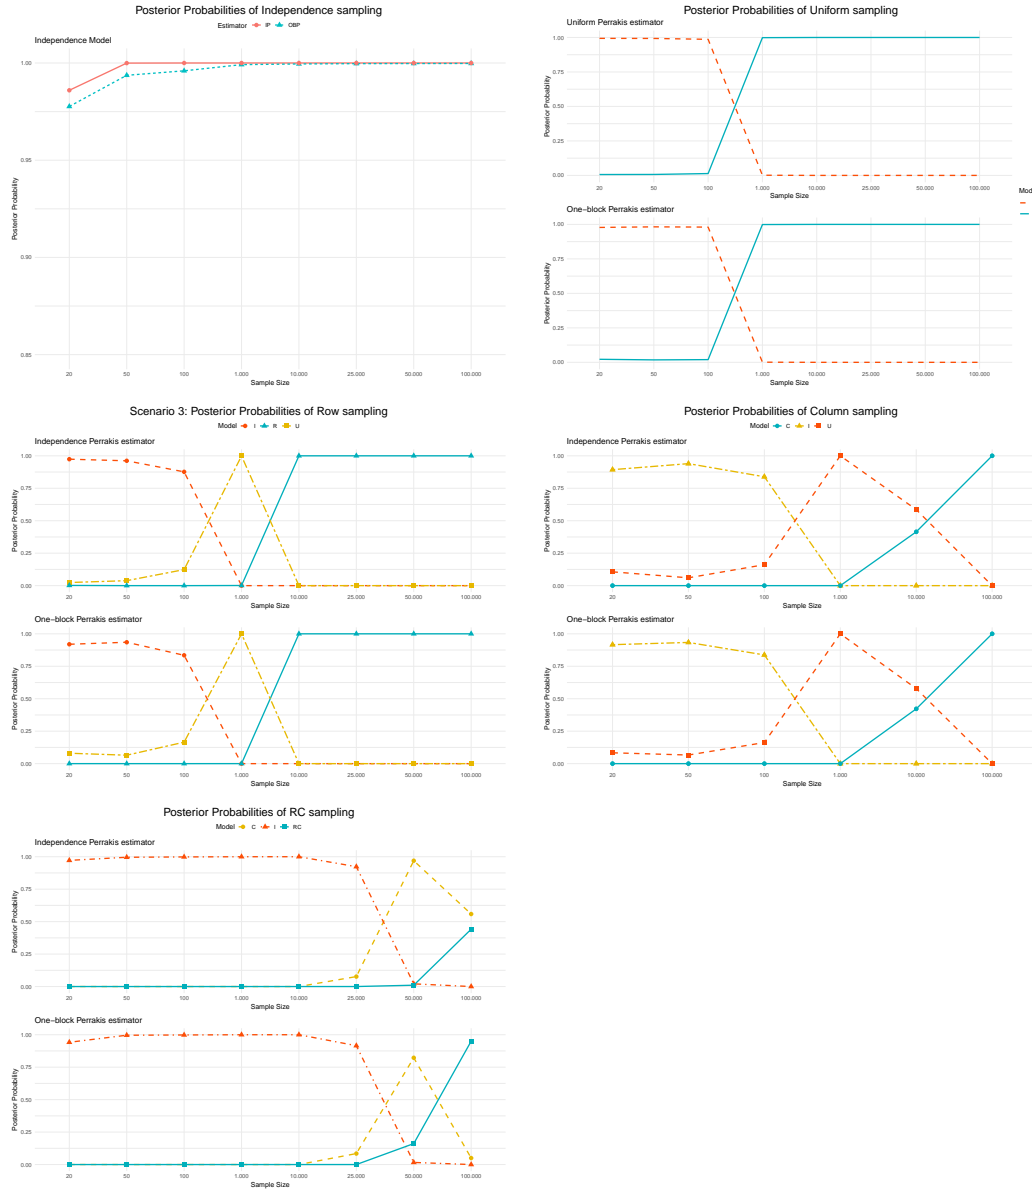 Posterior Probabilities of Independence sampling
Estimator IP OBP
Independence Model
1.00
0.95
0.90
0.85
Posterior Probability
20 50 100 1.000 10.000 25.000 50.000 100.000
Sample Size
Posterior Probabilities of Uniform sampling
Uniform Perrakis estimator
1.00
0.75
0.50
0.25
0.00
Posterior Probability
20 50 100 1.000 10.000 25.000 50.000 100.000
Sample Size
Mod
One-block Perrakis estimator
1.00
0.75
0.50
0.25
0.00
Posterior Probability
20 50 100 1.000 10.000 25.000 50.000 100.000
Sample Size
Scenario 3: Posterior Probabilities of Row sampling
Model I R U
Independence Perrakis estimator
1.00
0.75
0.50
0.25
0.00
Posterior Probability
20 50 100 1.000 10.000 25.000 50.000 100.000
Sample Size
One-block Perrakis estimator
1.00
0.75
0.50
0.25
0.00
Posterior Probability
20 50 100 1.000 10.000 25.000 50.000 100.000
Sample Size
Posterior Probabilities of Column sampling
Model C I U
Independence Perrakis estimator
1.00
0.75
0.50
0.25
0.00
Posterior Probability
20 50 100 1.000 10.000 100.000
Sample Size
One-block Perrakis estimator
1.00
0.75
0.50
0.25
0.00
Posterior Probability
20 50 100 1.000 10.000 100.000
Sample Size
Posterior Probabilities of RC sampling
Model C I RC
Independence Perrakis estimator
1.00
0.75
0.50
0.25
0.00
Posterior Probability
20 50 100 1.000 10.000 25.000 50.000 100.000
Sample Size
One-block Perrakis estimator
1.00
0.75
0.50
0.25
0.00
Posterior Probability
20 50 100 1.000 10.000 25.000 50.000 100.000
Sample Size